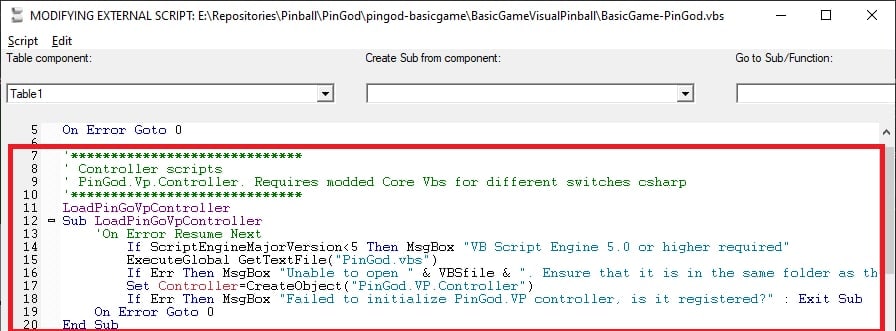 MODIFYING EXTERNAL SCRIPT: E:\Repositories\Pinball\PinGod\pingod-basicgame\BasicGameVisualPinball\BasicGame-PinGod.vbs
Script Edit
Table component: Create Sub from component: Go to Sub/Function:
Table1
5 On Error Goto 0
6
7 '*****************************
8 ' Controller scripts
9 ' PinGod.Vp.Controller. Requires modded Core Vbs for different switches csharp
10 '*****************************
11 LoadPinGoVpController
12 Sub LoadPinGoVpController
13 'On Error Resume Next
14 If ScriptEngineMajorVersion<5 Then MsgBox "VB Script Engine 5.0 or higher required"
15 ExecuteGlobal GetTextFile("PinGod.vbs")
16 If Err Then MsgBox "Unable to open " & VBSfile & ". Ensure that it is in the same folder as th
17 Set Controller=CreateObject("PinGod.VP.Controller")
18 If Err Then MsgBox "Failed to initialize PinGod.VP controller, is it registered?" : Exit Sub
19 On Error Goto 0
20 End Sub